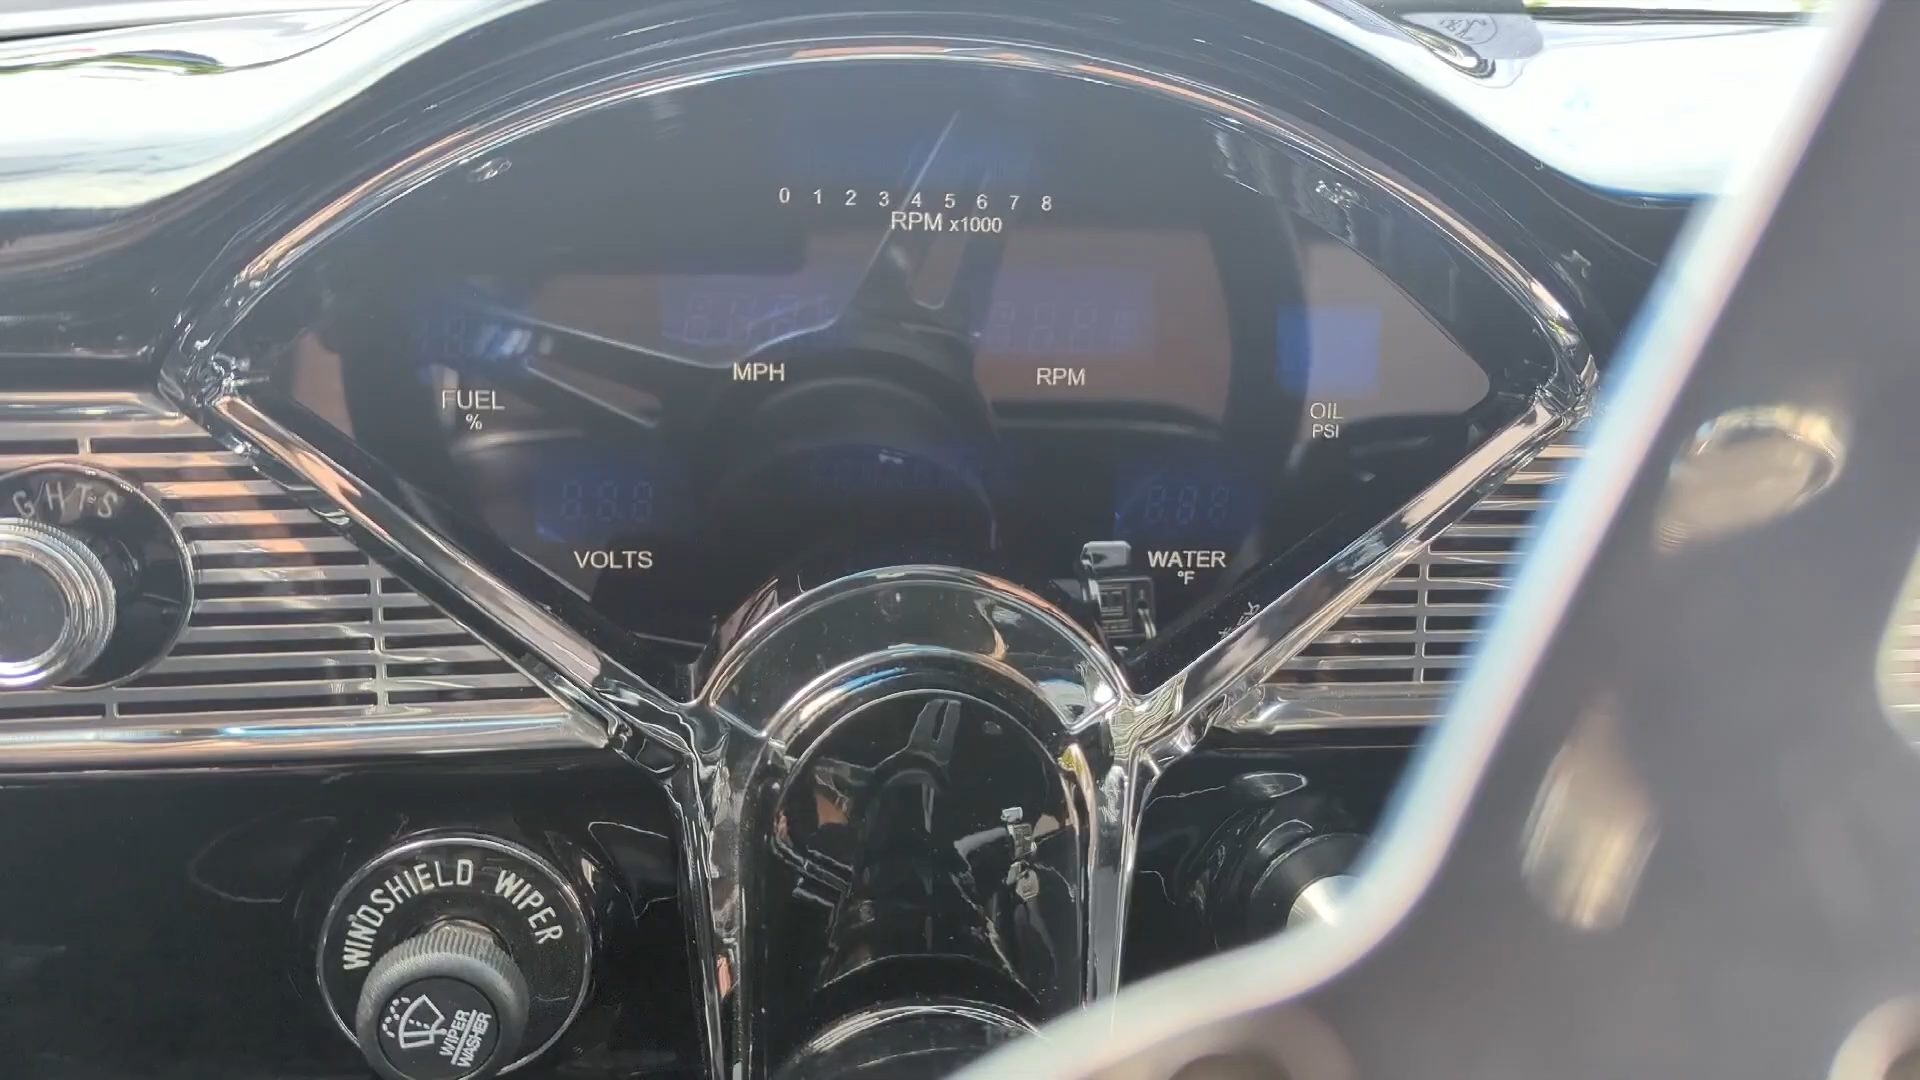 0 1 2 3 4 5 6 7 8
RPM x1000
MPH
RPM
FUEL
%
OIL
PSI
VOLTS
WATER
°F
GHTS
WINDSHIELD WIPER
WIPER
WASHER